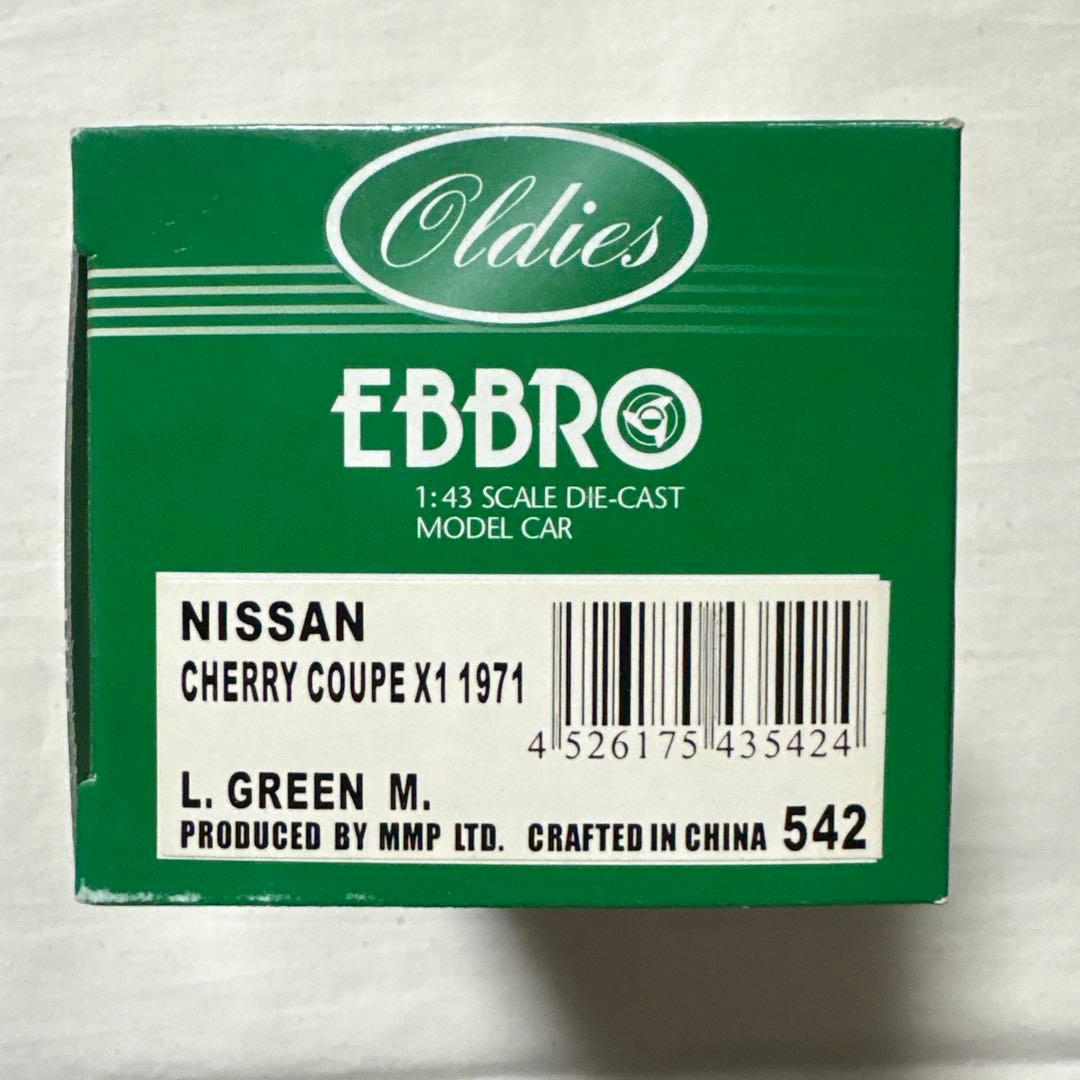 Oldies
EBBRO
1:43 SCALE DIE-CAST
MODEL CAR
NISSAN
CHERRY COUPE X1 1971
4 526175 435424
L. GREEN M.
PRODUCED BY MMP LTD. CRAFTED IN CHINA 542